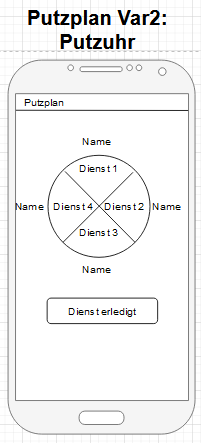 Putzplan Var2:
Putzuhr
Putzplan
Name
Dienst 1
Name Dienst 4 Dienst 2 Name
Dienst 3
Name
Dienst erledigt